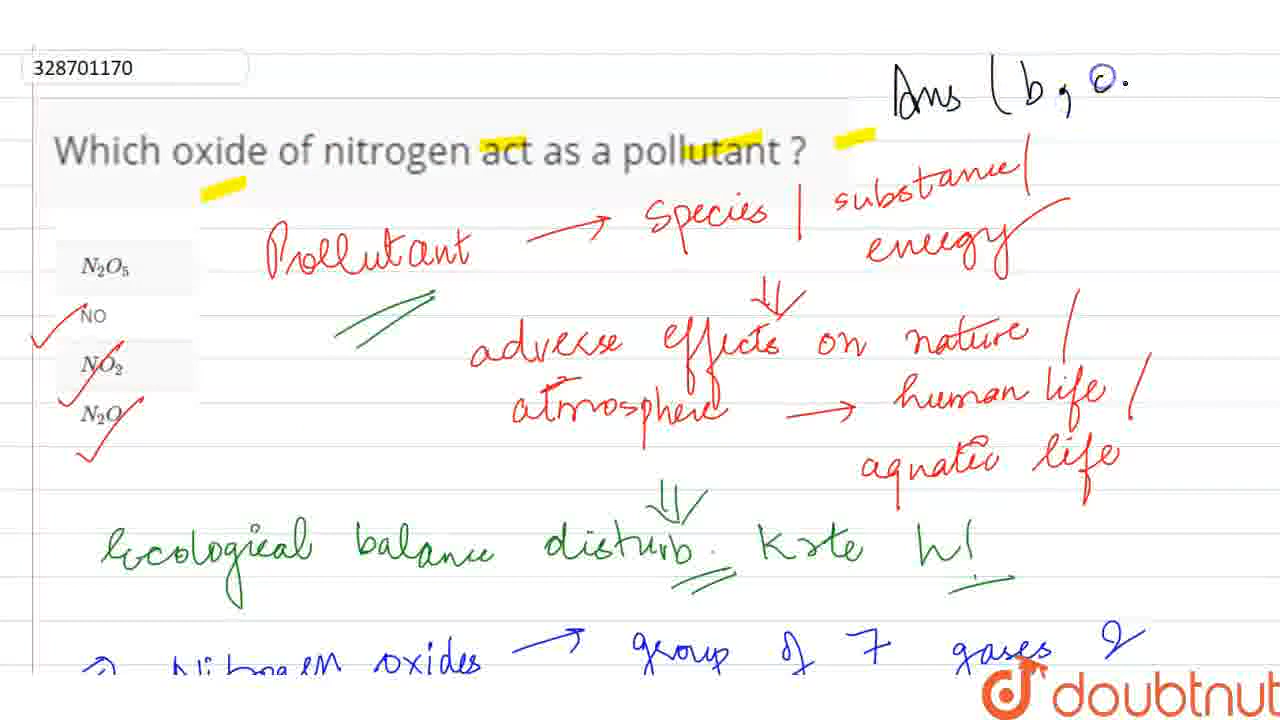 328701170
Ans (b, c.
Which oxide of nitrogen act as a pollutant ?
Pollutant → species / substance /
energy
N₂O₅
NO
NO₂
N₂O
adverse effects on nature /
atmosphere → human life /
aquatic life
Ecological balance disturb. Krte h
Nitrogen oxides → group of 7 gases &
doubtnut